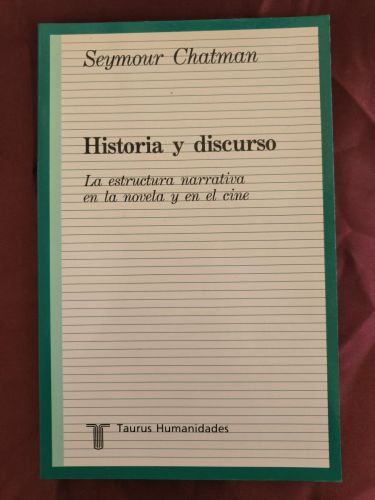 Seymour Chatman
Historia y discurso
La estructura narrativa
en la novela y en el cine
Taurus Humanidades